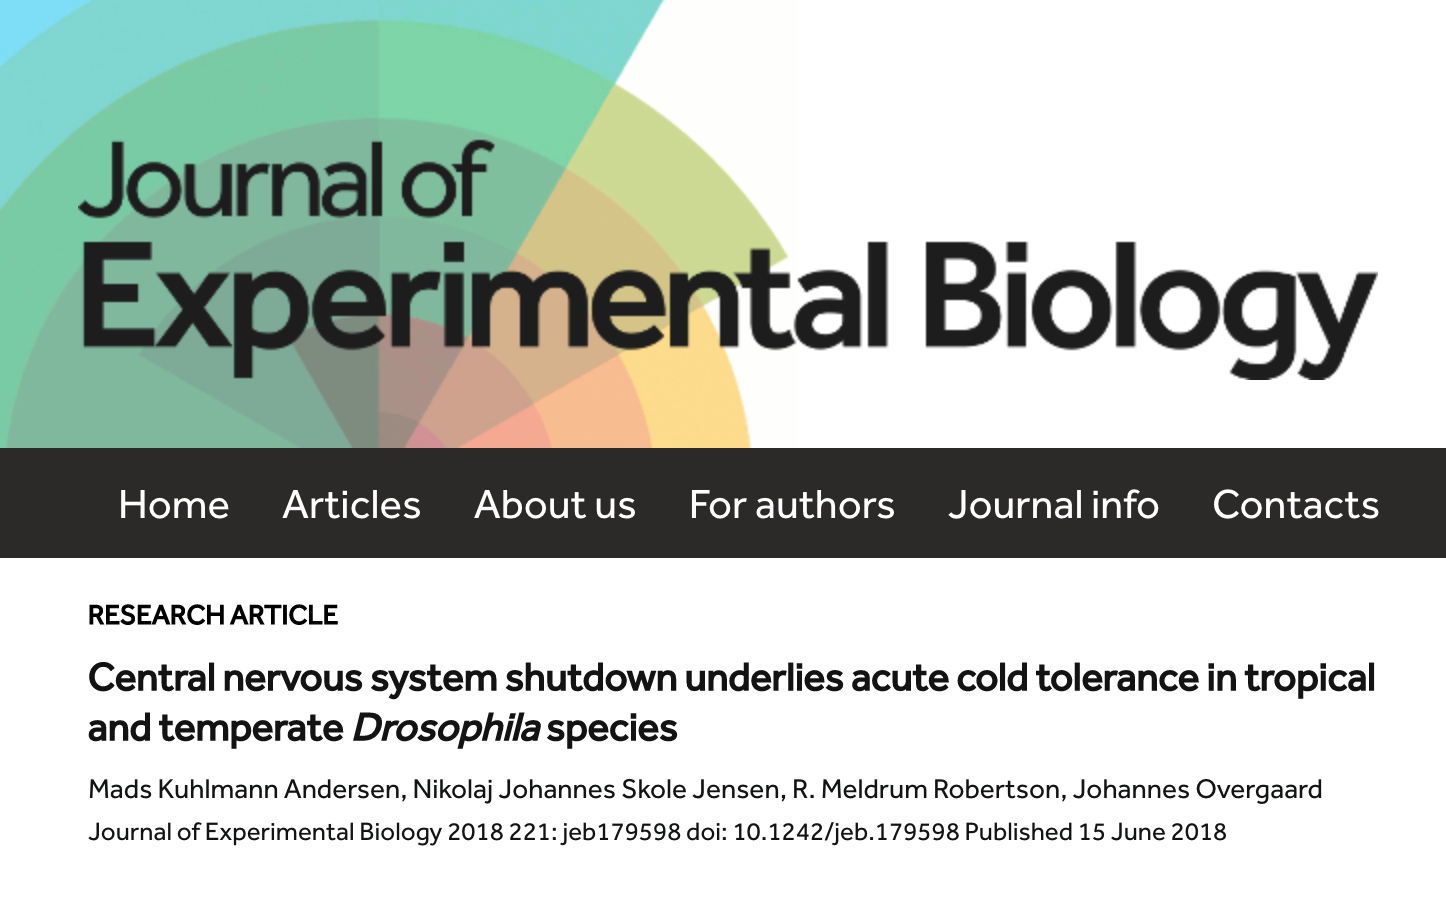 Journal of
Experimental Biology
Home Articles About us For authors Journal info Contacts
RESEARCH ARTICLE
Central nervous system shutdown underlies acute cold tolerance in tropical
and temperate Drosophila species
Mads Kuhlmann Andersen, Nikolaj Johannes Skole Jensen, R. Meldrum Robertson, Johannes Overgaard
Journal of Experimental Biology 2018 221: jeb179598 doi: 10.1242/jeb.179598 Published 15 June 2018